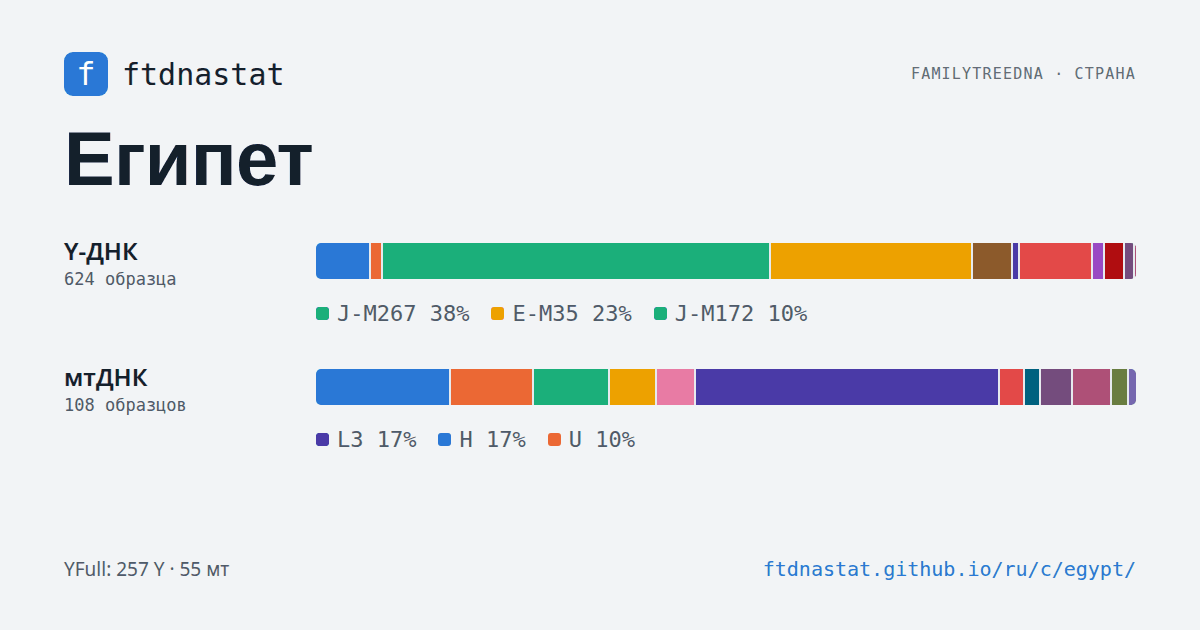 f ftdnastat
FAMILYTREEDNA · СТРАНА
Египет
Y-ДНК
624 образца
J-M267 38% E-M35 23% J-M172 10%
мтДНК
108 образцов
L3 17% H 17% U 10%
YFull: 257 Y · 55 мт
ftdnastat.github.io/ru/c/egypt/